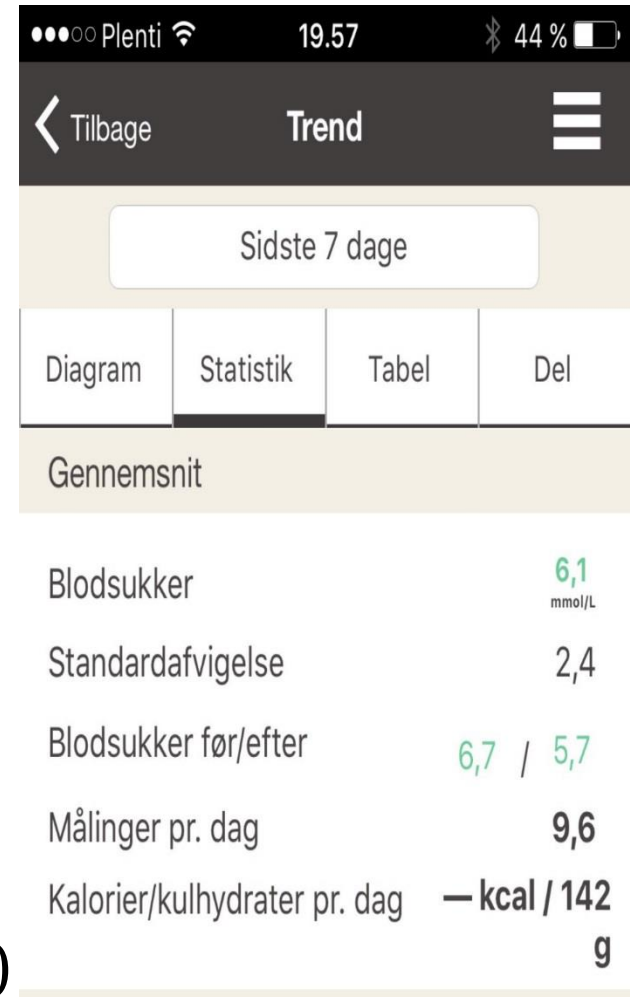 ●●●○○ Plenti 19.57 44 %
Tilbage Trend
Sidste 7 dage
Diagram Statistik Tabel Del
Gennemsnit
Blodsukker 6,1
mmol/L
Standardafvigelse 2,4
Blodsukker før/efter 6,7 / 5,7
Målinger pr. dag 9,6
Kalorier/kulhydrater pr. dag — kcal / 142
g
)